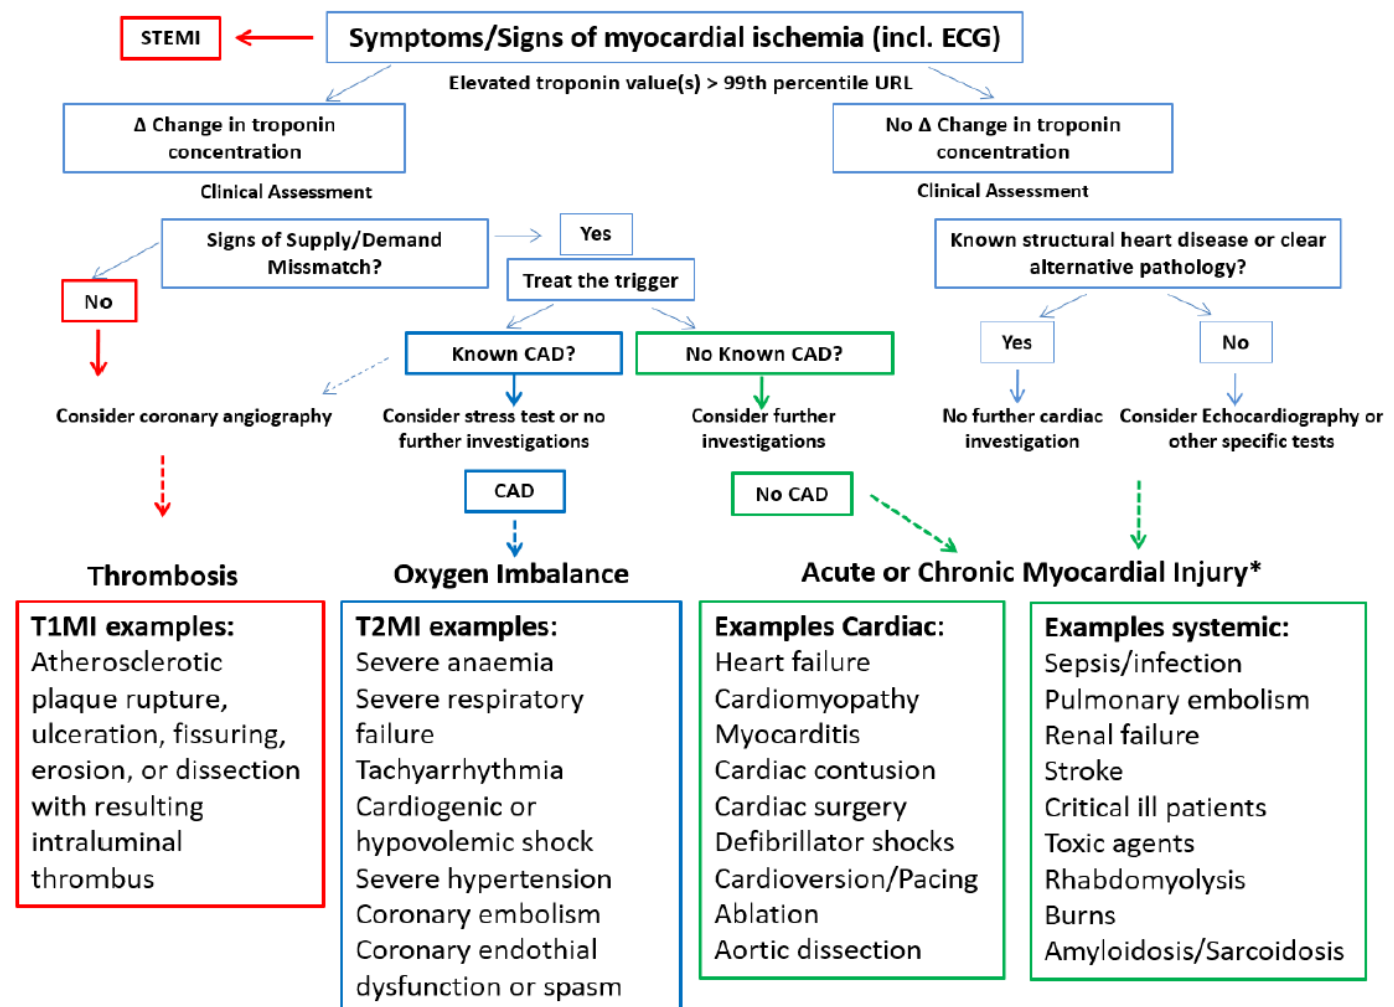 STEMI
Symptoms/Signs of myocardial ischemia (incl. ECG)
Elevated troponin value(s) > 99th percentile URL
Δ Change in troponin
concentration
No Δ Change in troponin
concentration
Clinical Assessment
Clinical Assessment
Signs of Supply/Demand
Missmatch?
Yes
Known structural heart disease or clear
alternative pathology?
No
Treat the trigger
Known CAD?
No Known CAD?
Yes
No
Consider coronary angiography
Consider stress test or no
further investigations
Consider further
investigations
No further cardiac
investigation
Consider Echocardiography or
other specific tests
CAD
No CAD
Thrombosis
Oxygen Imbalance
Acute or Chronic Myocardial Injury*
T1MI examples:
Atherosclerotic
plaque rupture,
ulceration, fissuring,
erosion, or dissection
with resulting
intraluminal
thrombus
T2MI examples:
Severe anaemia
Severe respiratory
failure
Tachyarrhythmia
Cardiogenic or
hypovolemic shock
Severe hypertension
Coronary embolism
Coronary endothial
dysfunction or spasm
Examples Cardiac:
Heart failure
Cardiomyopathy
Myocarditis
Cardiac contusion
Cardiac surgery
Defibrillator shocks
Cardioversion/Pacing
Ablation
Aortic dissection
Examples systemic:
Sepsis/infection
Pulmonary embolism
Renal failure
Stroke
Critical ill patients
Toxic agents
Rhabdomyolysis
Burns
Amyloidosis/Sarcoidosis